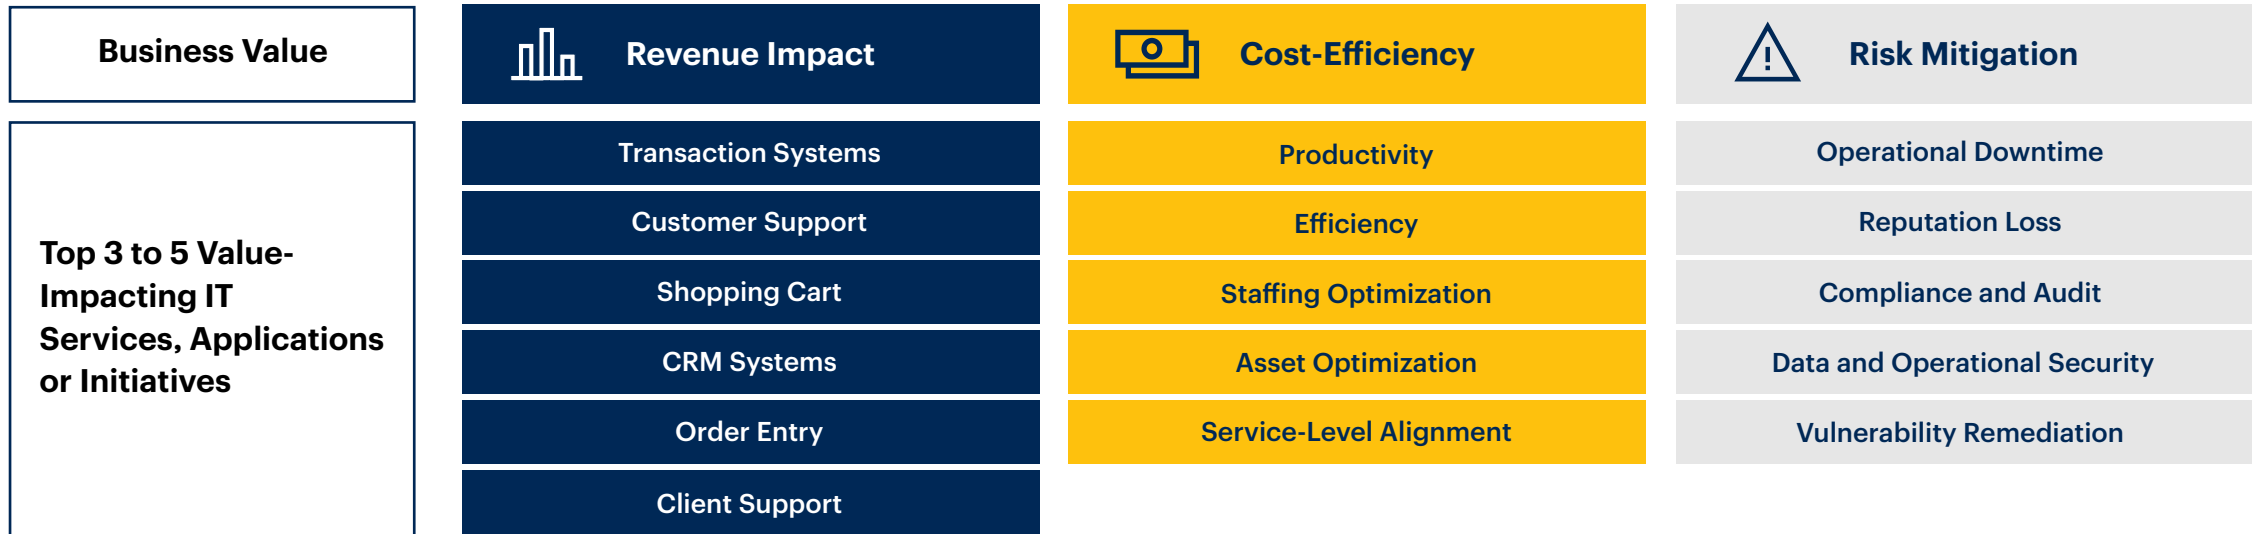 Business Value
Revenue Impact
Cost-Efficiency
Risk Mitigation
Top 3 to 5 Value-
Impacting IT
Services, Applications
or Initiatives
Transaction Systems
Customer Support
Shopping Cart
CRM Systems
Order Entry
Client Support
Productivity
Efficiency
Staffing Optimization
Asset Optimization
Service-Level Alignment
Operational Downtime
Reputation Loss
Compliance and Audit
Data and Operational Security
Vulnerability Remediation